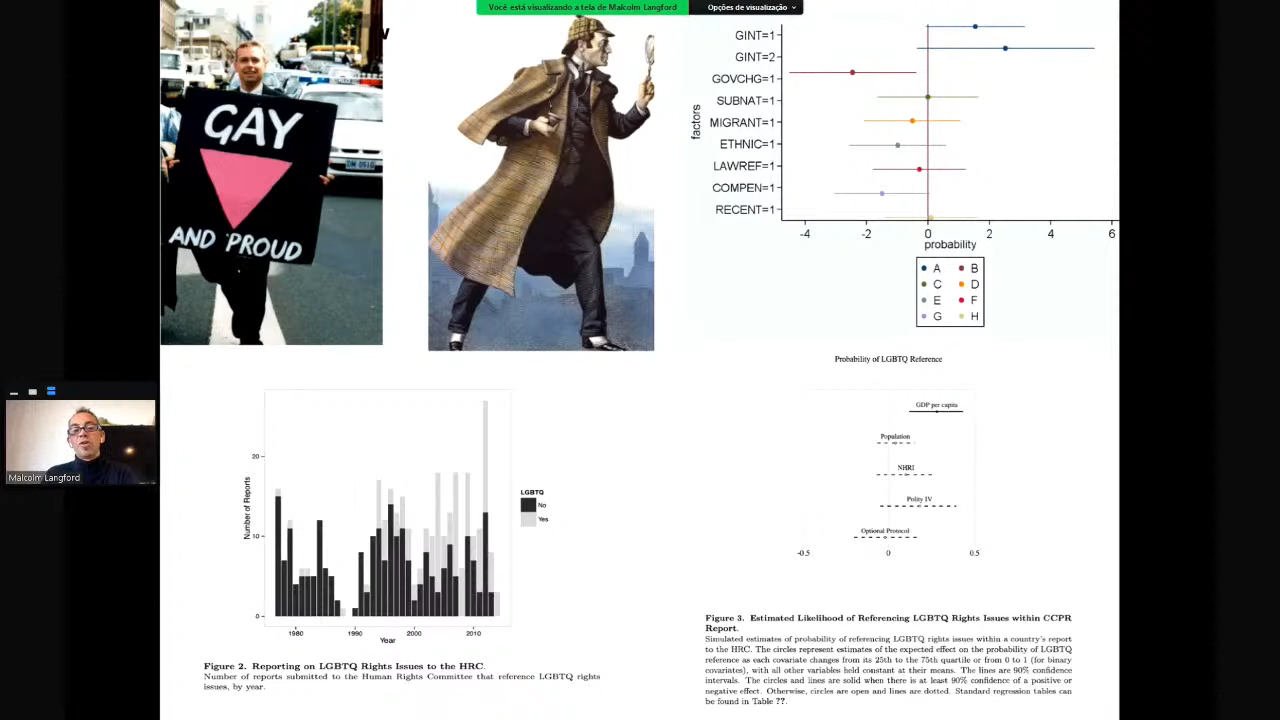 Você está visualizando a tela de Malcolm Langford
Opções de visualização
GAY
AND PROUD
GINT=1
GINT=2
GOVCHG=1
SUBNAT=1
MIGRANT=1
ETHNIC=1
LAWREF=1
COMPEN=1
RECENT=1
factors
-4 -2 0 2 4 6
probability
A B
C D
E F
G H
Malcolm Langford
20
10
0
Number of Reports
1980 1990 2000 2010
Year
LGBTQ
No
Yes
Figure 2. Reporting on LGBTQ Rights Issues to the HRC.
Number of reports submitted to the Human Rights Committee that reference LGBTQ rights
issues, by year.
Probability of LGBTQ Reference
GDP per capita
Population
NHRI
Polity IV
Optional Protocol
-0.5 0 0.5
Figure 3. Estimated Likelihood of Referencing LGBTQ Rights Issues within CCPR
Report.
Simulated estimates of probability of referencing LGBTQ rights issues within a country's report
to the HRC. The circles represent estimates of the expected effect on the probability of LGBTQ
reference as each covariate changes from its 25th to the 75th quartile or from 0 to 1 (for binary
covariates), with all other variables held constant at their means. The lines are 90% confidence
intervals. The circles and lines are solid when there is at least 90% confidence of a positive or
negative effect. Otherwise, circles are open and lines are dotted. Standard regression tables can
be found in Table ??.